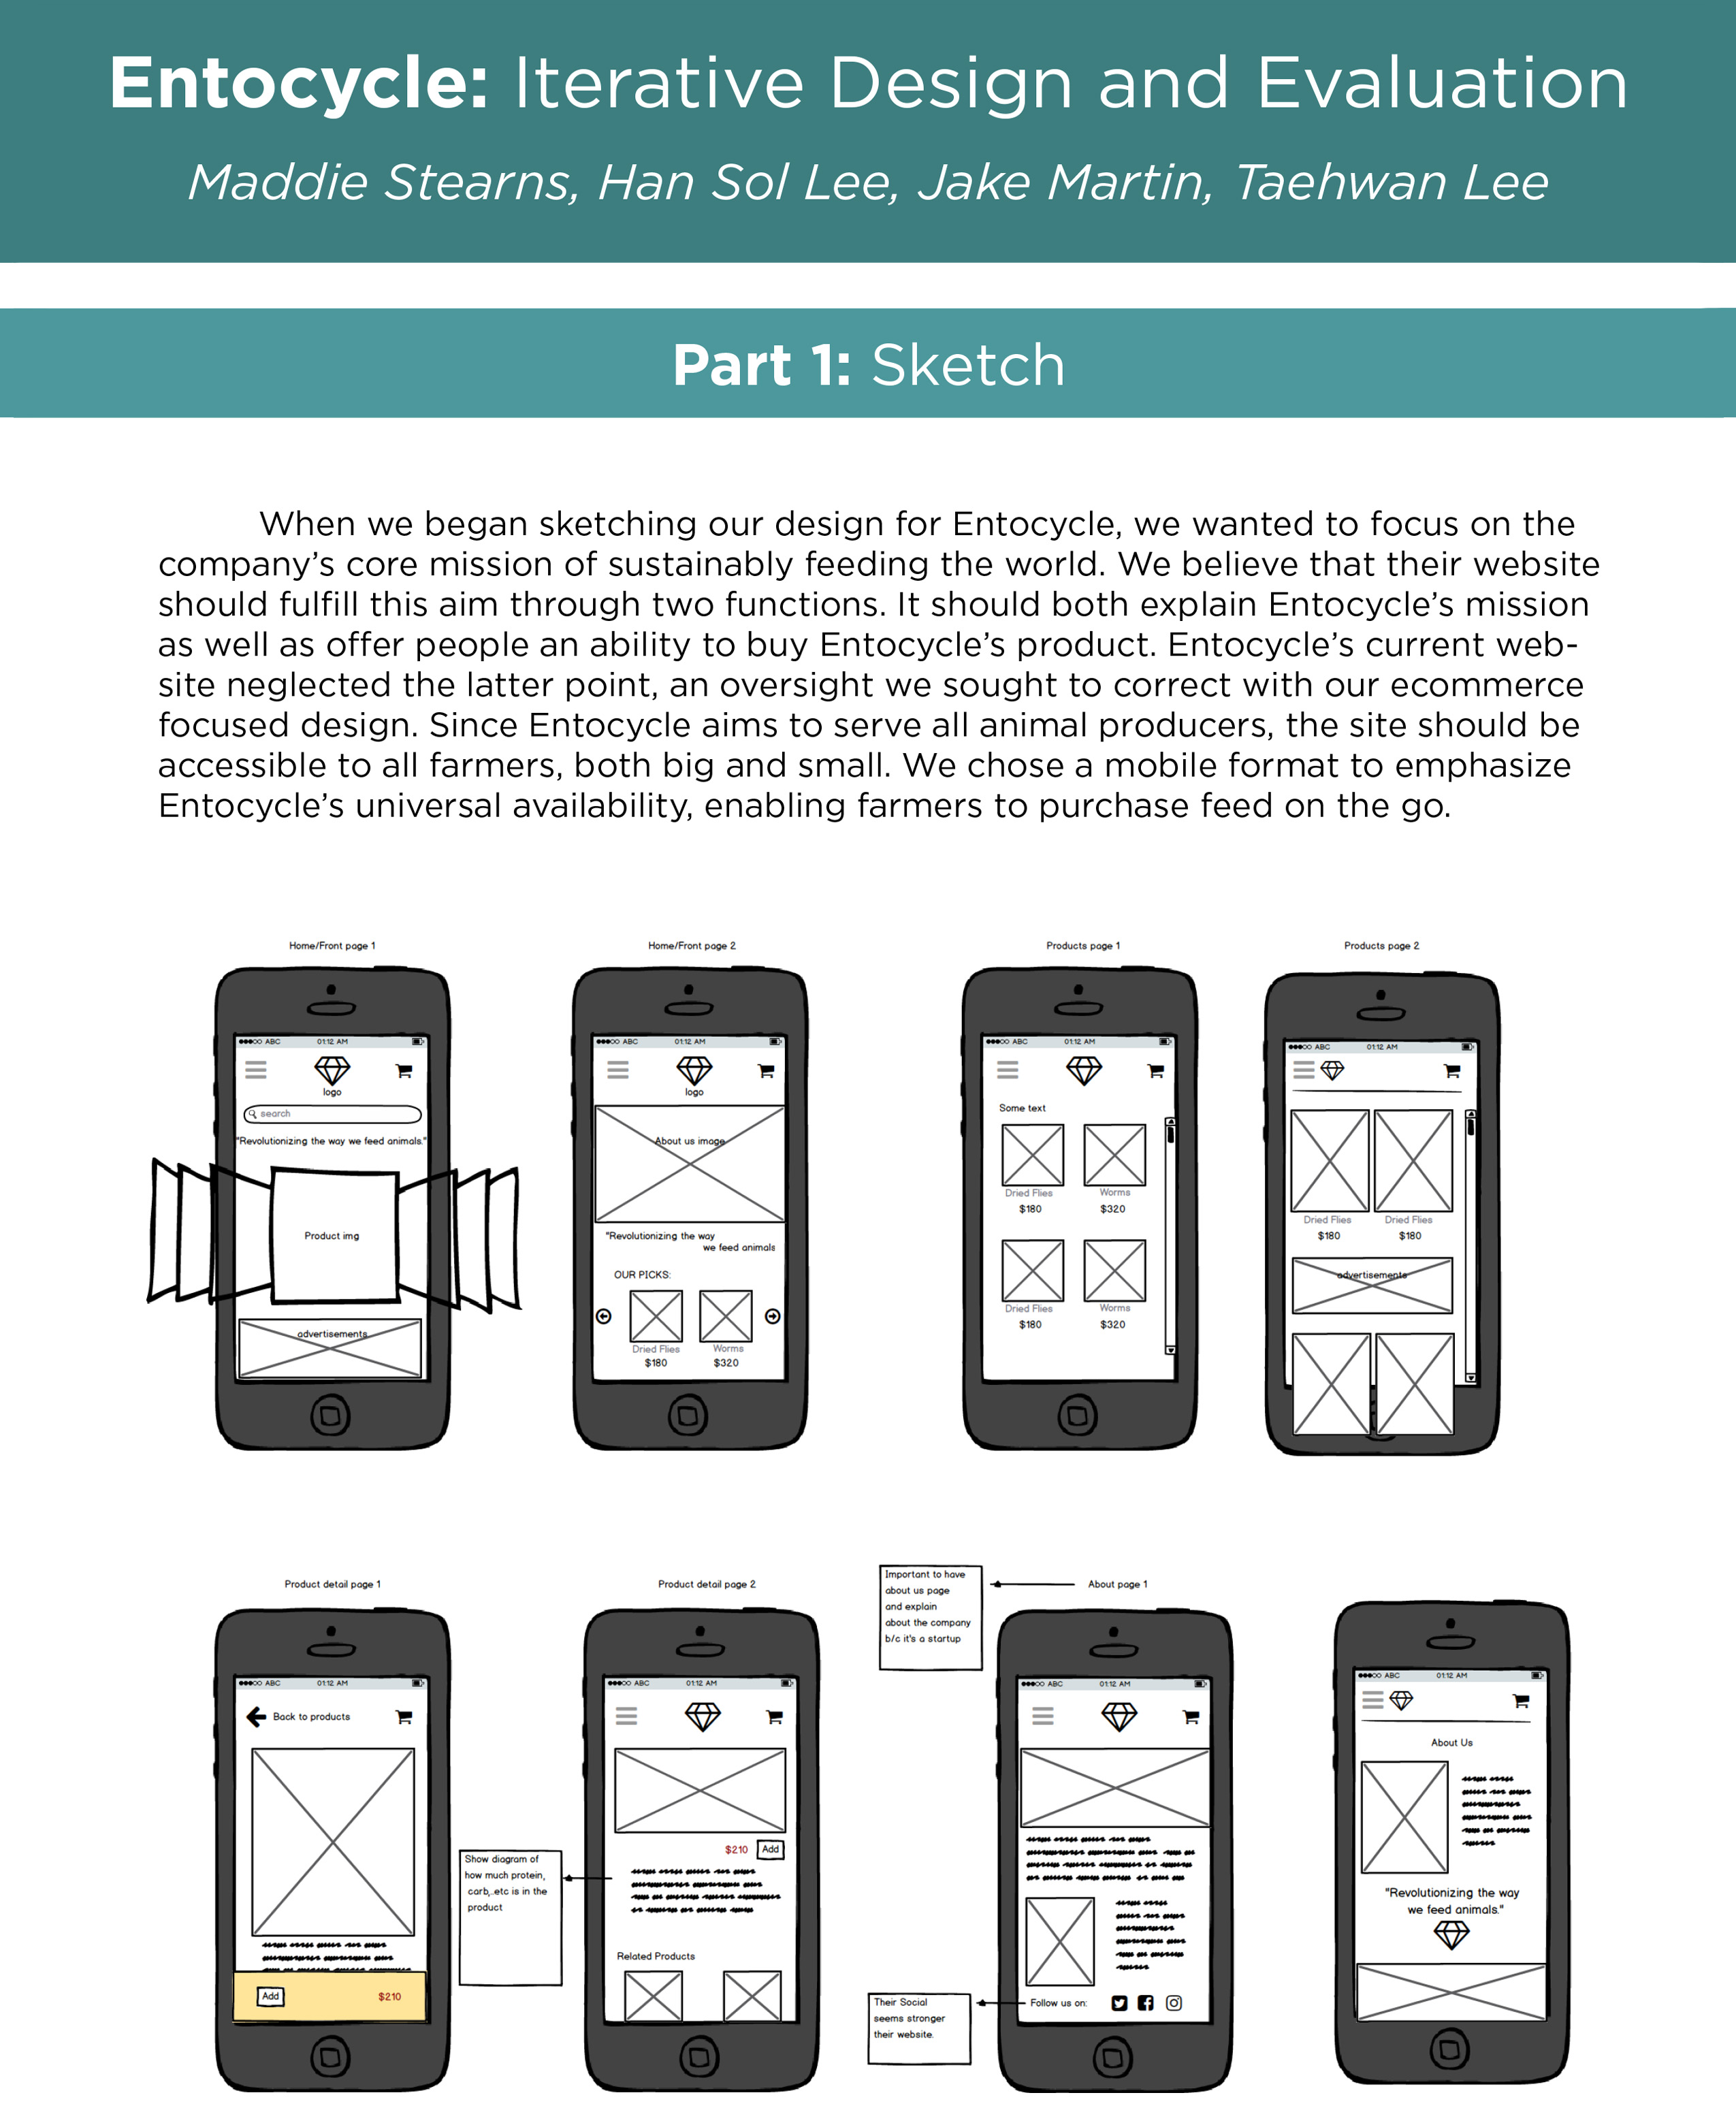 Entocycle: Iterative Design and Evaluation
Maddie Stearns, Han Sol Lee, Jake Martin, Taehwan Lee
Part 1: Sketch
When we began sketching our design for Entocycle, we wanted to focus on the
company's core mission of sustainably feeding the world. We believe that their website
should fulfill this aim through two functions. It should both explain Entocycle's mission
as well as offer people an ability to buy Entocycle's product. Entocycle's current web-
site neglected the latter point, an oversight we sought to correct with our ecommerce
focused design. Since Entocycle aims to serve all animal producers, the site should be
accessible to all farmers, both big and small. We chose a mobile format to emphasize
Entocycle's universal availability, enabling farmers to purchase feed on the go.
Home/Front page 1
ABC 01:12 AM
logo
search
"Revolutionizing the way we feed animals."
Product img
advertisements
Home/Front page 2
ABC 01:12 AM
logo
About us image
"Revolutionizing the way
we feed animals
OUR PICKS:
Dried Flies Worms
$180 $320
Products page 1
ABC 01:12 AM
Some text
Dried Flies Worms
$180 $320
Dried Flies Worms
$180 $320
Products page 2
ABC 01:12 AM
Dried Flies Dried Flies
$180 $180
advertisements
Product detail page 1
ABC 01:12 AM
Back to products
Add $210
Product detail page 2
ABC 01:12 AM
$210 Add
Show diagram of
how much protein,
carb,..etc is in the
product
Related Products
About page 1
Important to have
about us page
and explain
about the company
b/c it's a startup
ABC 01:12 AM
Follow us on:
Their Social
seems stronger
their website.
ABC 01:12 AM
About Us
"Revolutionizing the way
we feed animals."